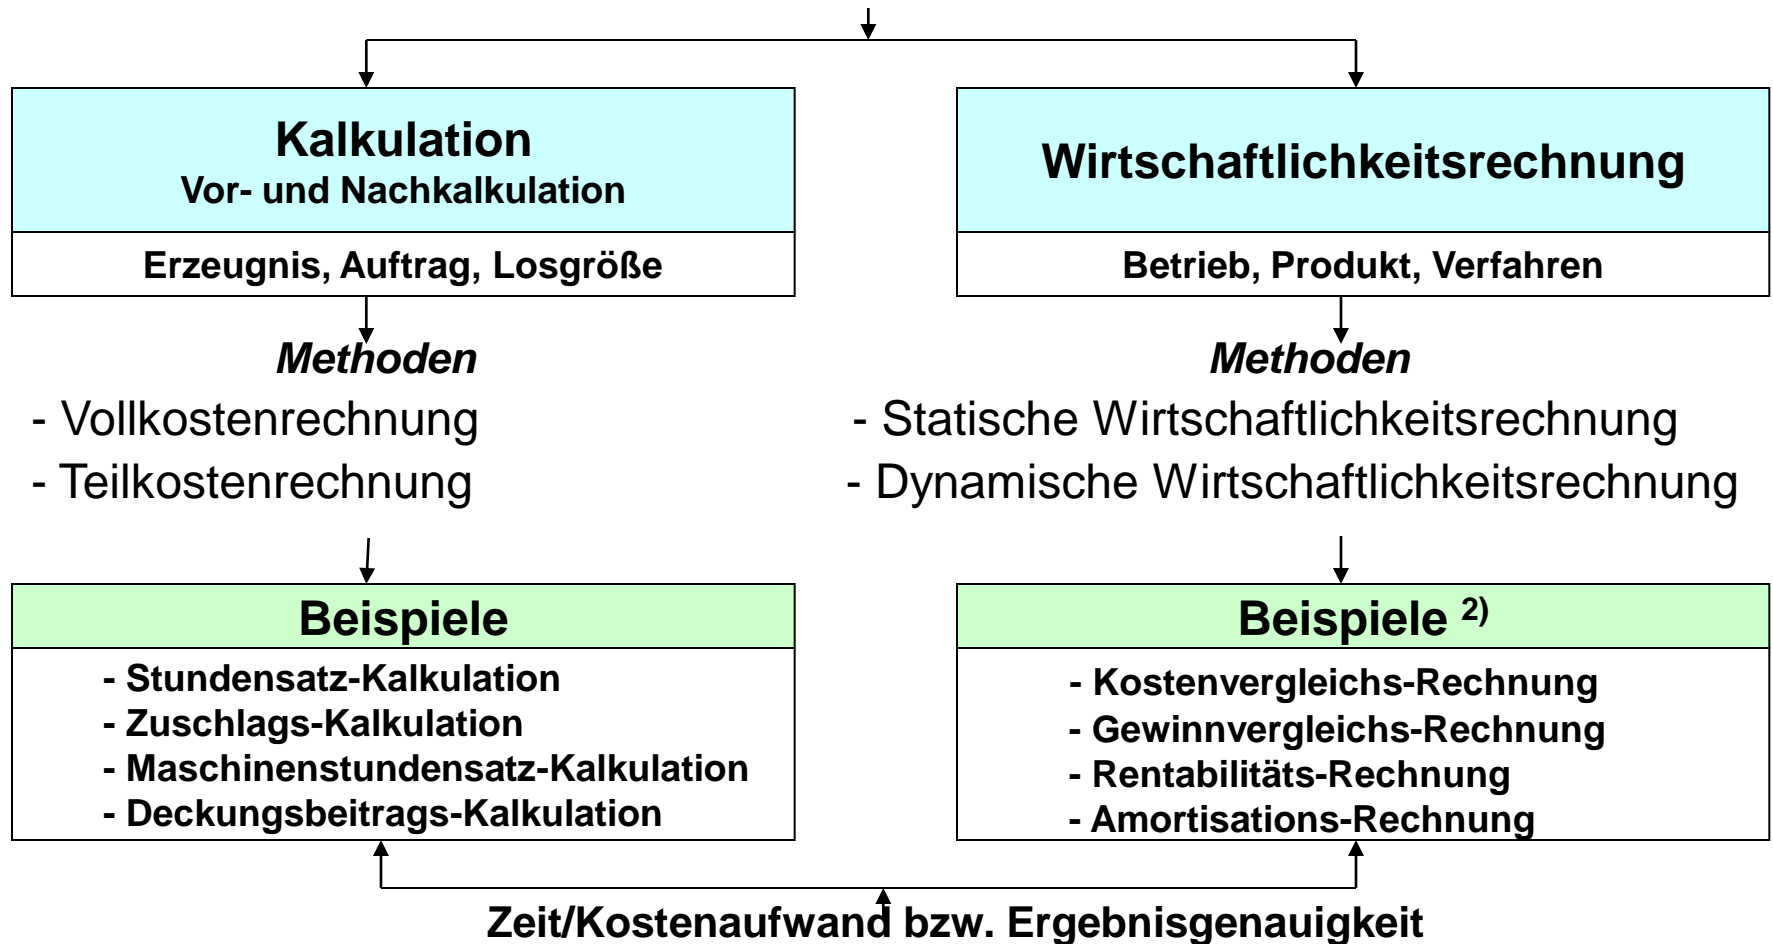 Kalkulation
Vor- und Nachkalkulation
Erzeugnis, Auftrag, Losgröße
Methoden
- Vollkostenrechnung
- Teilkostenrechnung
Beispiele
- Stundensatz-Kalkulation
- Zuschlags-Kalkulation
- Maschinenstundensatz-Kalkulation
- Deckungsbeitrags-Kalkulation
Wirtschaftlichkeitsrechnung
Betrieb, Produkt, Verfahren
Methoden
- Statische Wirtschaftlichkeitsrechnung
- Dynamische Wirtschaftlichkeitsrechnung
Beispiele 2)
- Kostenvergleichs-Rechnung
- Gewinnvergleichs-Rechnung
- Rentabilitäts-Rechnung
- Amortisations-Rechnung
Zeit/Kostenaufwand bzw. Ergebnisgenauigkeit